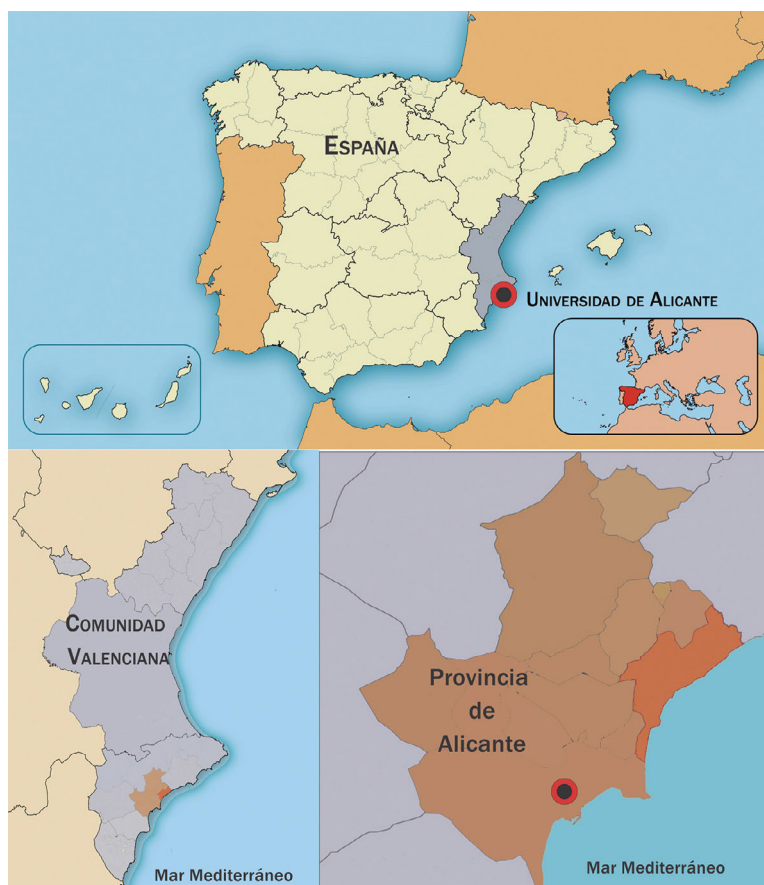 ESPAÑA
UNIVERSIDAD DE ALICANTE
COMUNIDAD
VALENCIANA
Mar Mediterráneo
Provincia
de
Alicante
Mar Mediterráneo